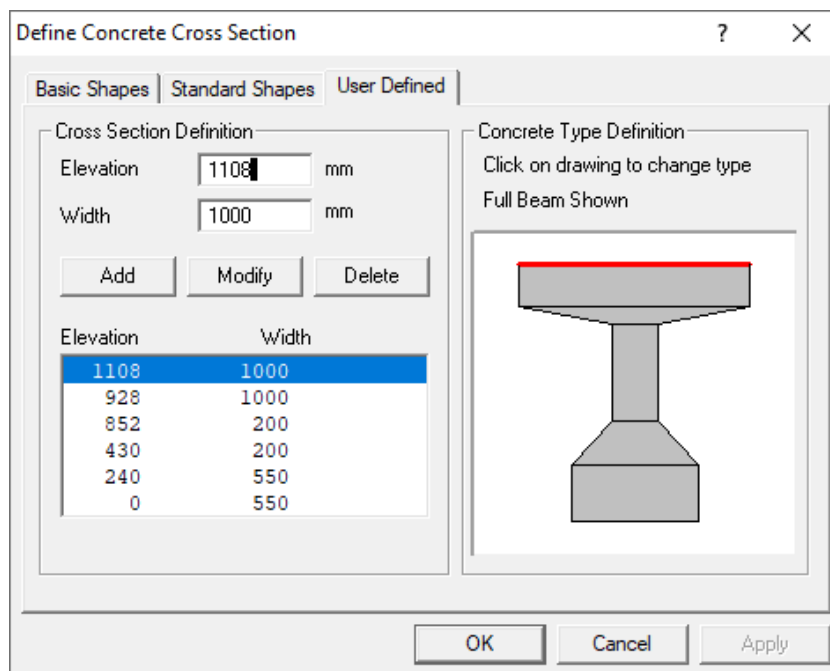 Define Concrete Cross Section ? ×
Basic Shapes Standard Shapes User Defined
Cross Section Definition
Elevation 1108 mm
Width 1000 mm
Add Modify Delete
Elevation Width
1108 1000
928 1000
852 200
430 200
240 550
0 550
Concrete Type Definition
Click on drawing to change type
Full Beam Shown
OK Cancel Apply